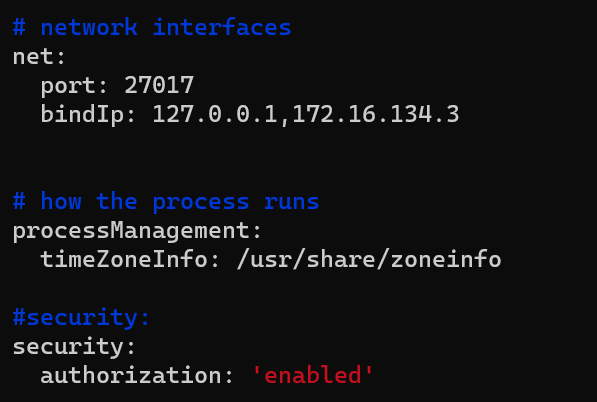 # network interfaces
net:
  port: 27017
  bindIp: 127.0.0.1,172.16.134.3
# how the process runs
processManagement:
  timeZoneInfo: /usr/share/zoneinfo
#security:
security:
  authorization: 'enabled'